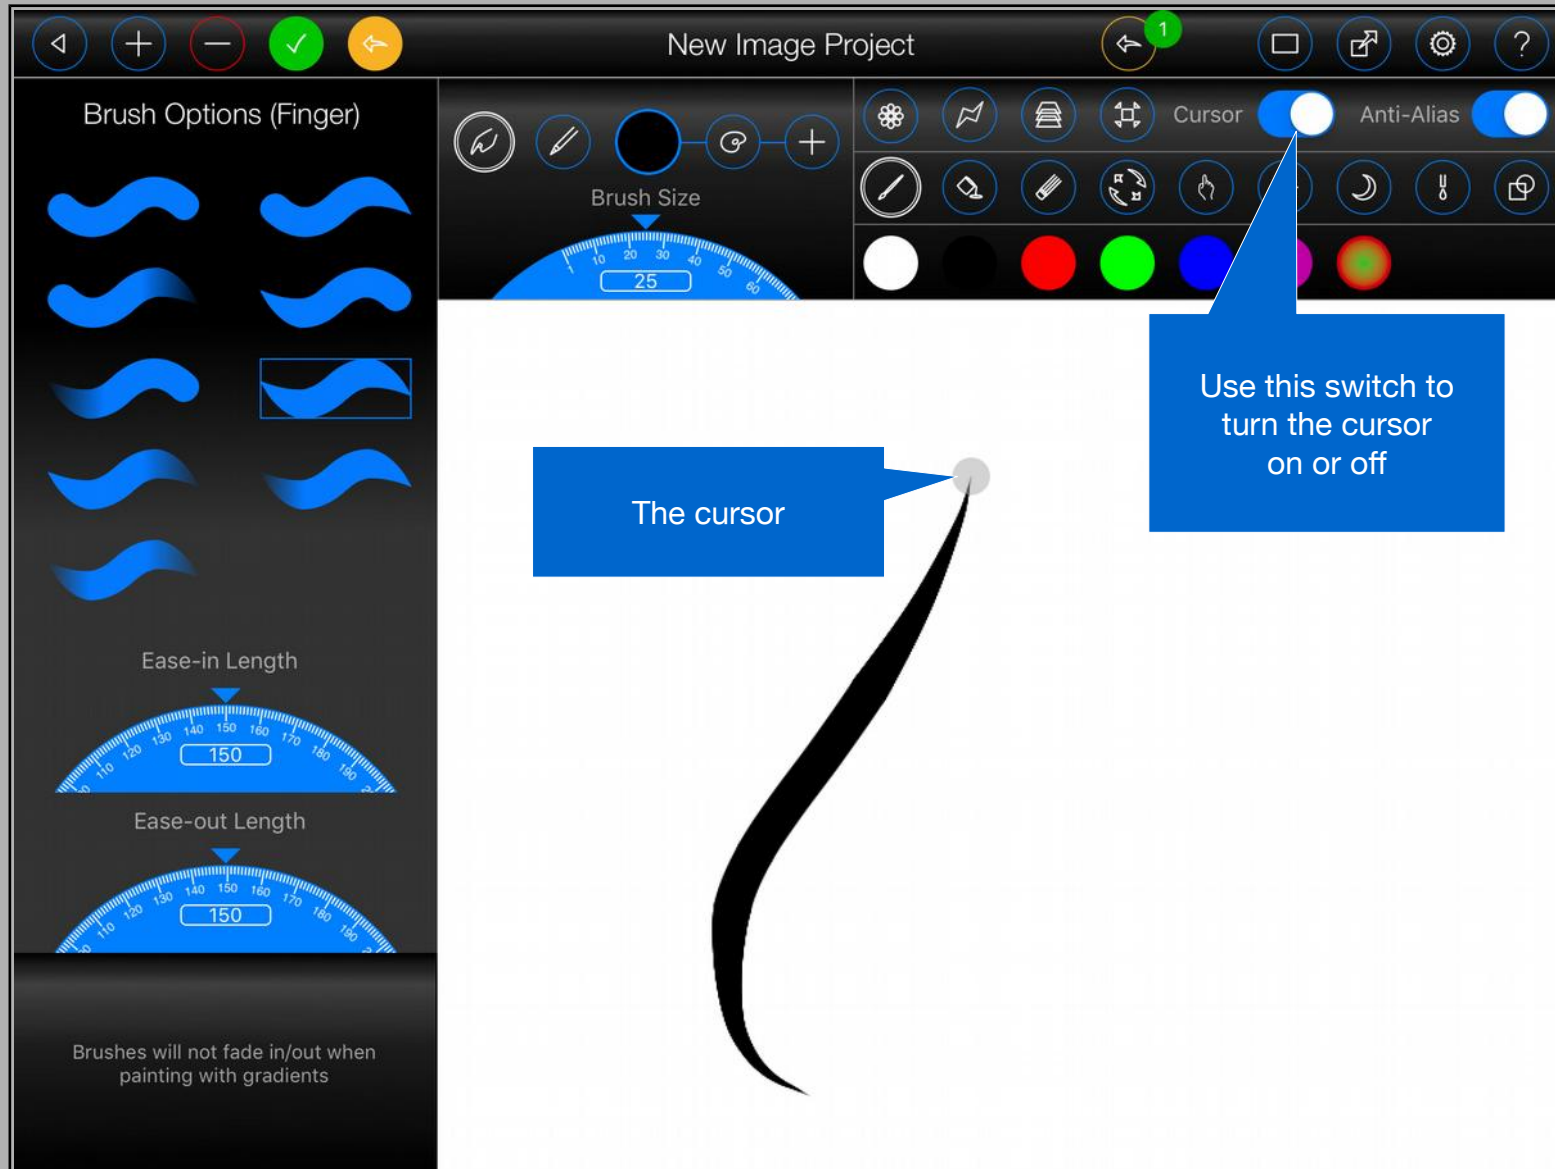 New Image Project
1
?
Brush Options (Finger)
Cursor
Anti-Alias
Brush Size
1 10 20 30 40 50 60
25
Use this switch to
turn the cursor
on or off
The cursor
Ease-in Length
110 120 130 140 150 160 170 180 190
150
Ease-out Length
110 120 130 140 150 160 170 180 190
150
Brushes will not fade in/out when
painting with gradients